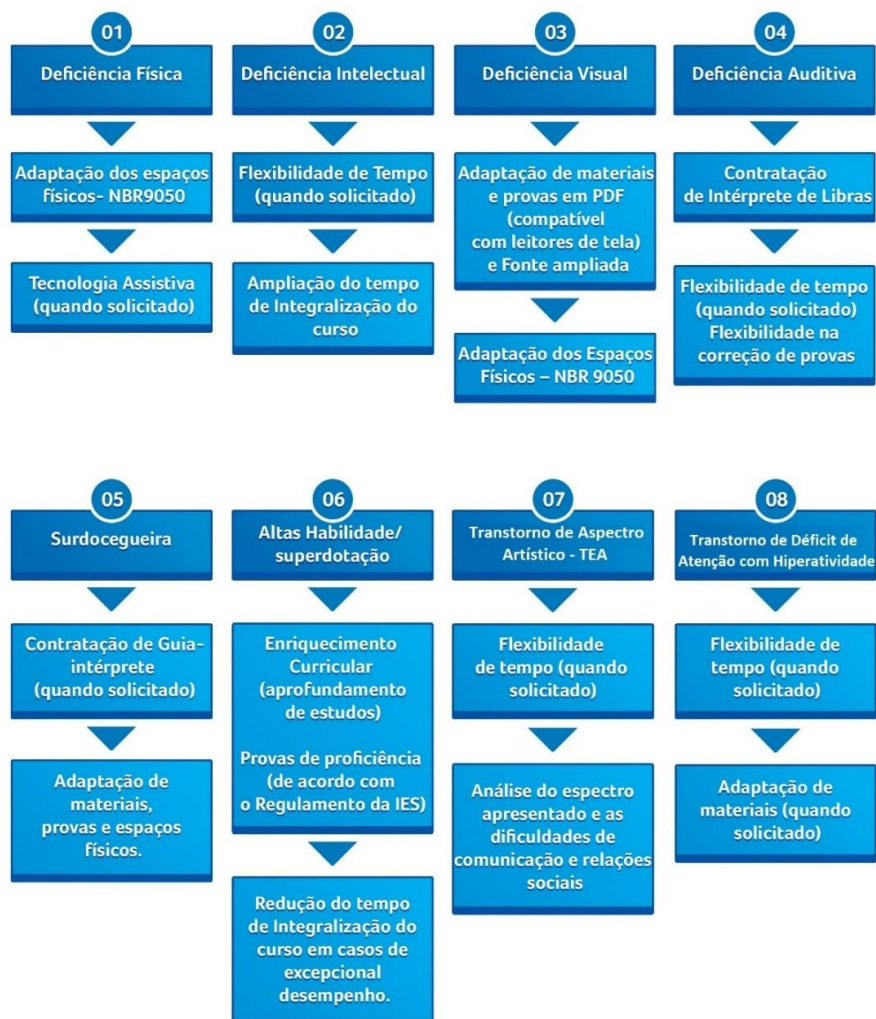 01
Deficiência Física
Adaptação dos espaços
físicos- NBR9050
Tecnologia Assistiva
(quando solicitado)
02
Deficiência Intelectual
Flexibilidade de Tempo
(quando solicitado)
Ampliação do tempo
de Integralização do
curso
03
Deficiência Visual
Adaptação de materiais
e provas em PDF
(compatível
com leitores de tela)
e Fonte ampliada
Adaptação dos Espaços
Físicos – NBR 9050
04
Deficiência Auditiva
Contratação
de Intérprete de Libras
Flexibilidade de tempo
(quando solicitado)
Flexibilidade na
correção de provas
05
Surdocegueira
Contratação de Guia-
intérprete
(quando solicitado)
Adaptação de
materiais,
provas e espaços
físicos.
06
Altas Habilidade/
superdotação
Enriquecimento
Curricular
(aprofundamento
de estudos)
Provas de proficiência
(de acordo com
o Regulamento da IES)
Redução do tempo
de Integralização do
curso em casos de
excepcional
desempenho.
07
Transtorno de Aspectro
Artístico - TEA
Flexibilidade
de tempo (quando
solicitado)
Análise do espectro
apresentado e as
dificuldades de
comunicação e relações
sociais
08
Transtorno de Déficit de
Atenção com Hiperatividade
Flexibilidade de
tempo (quando
solicitado)
Adaptação de
materiais (quando
solicitado)